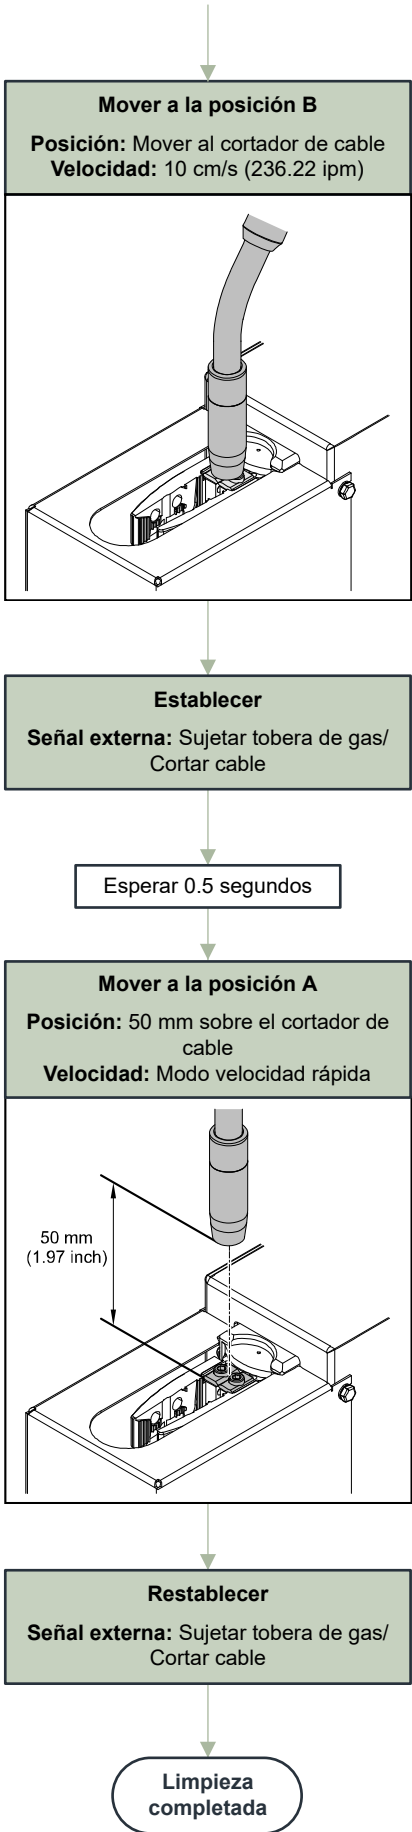 Mover a la posición B
Posición: Mover al cortador de cable
Velocidad: 10 cm/s (236.22 ipm)
Establecer
Señal externa: Sujetar tobera de gas/
Cortar cable
Esperar 0.5 segundos
Mover a la posición A
Posición: 50 mm sobre el cortador de
cable
Velocidad: Modo velocidad rápida
50 mm
(1.97 inch)
Restablecer
Señal externa: Sujetar tobera de gas/
Cortar cable
Limpieza
completada